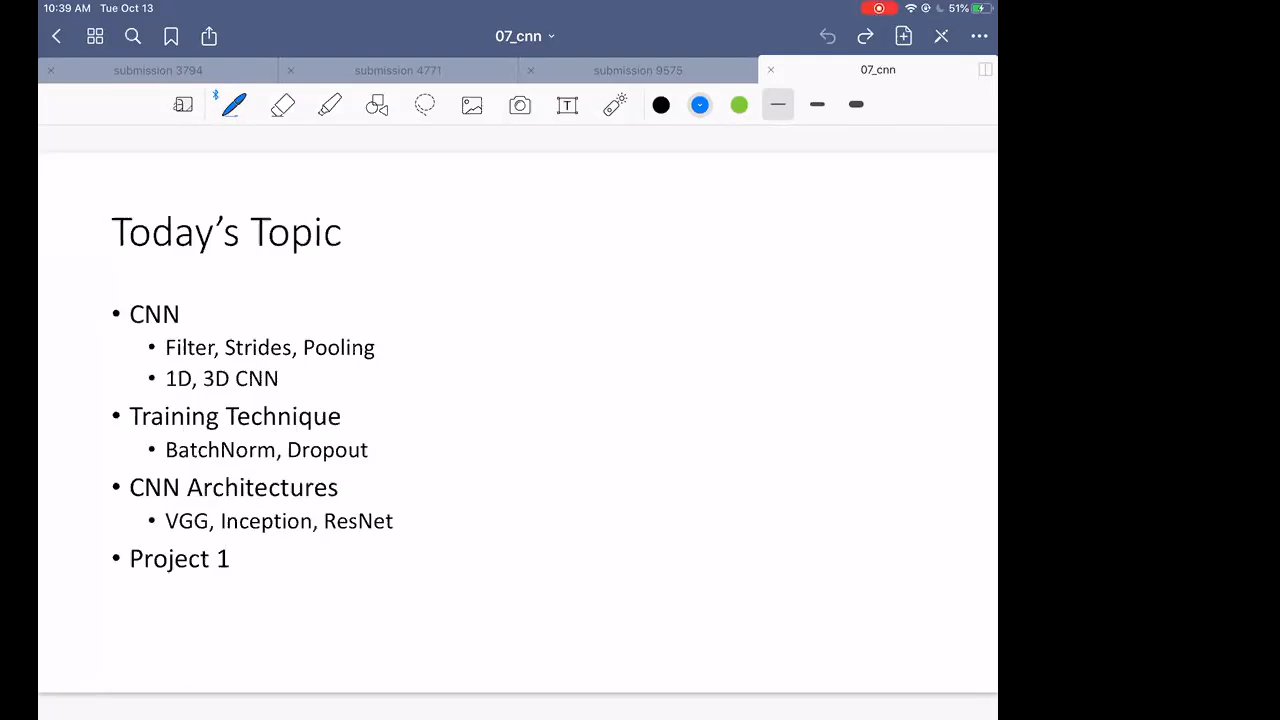 10:39 AM Tue Oct 13
51%
07_cnn
submission 3794
submission 4771
submission 9575
07_cnn
T
Today’s Topic
• CNN
• Filter, Strides, Pooling
• 1D, 3D CNN
• Training Technique
• BatchNorm, Dropout
• CNN Architectures
• VGG, Inception, ResNet
• Project 1